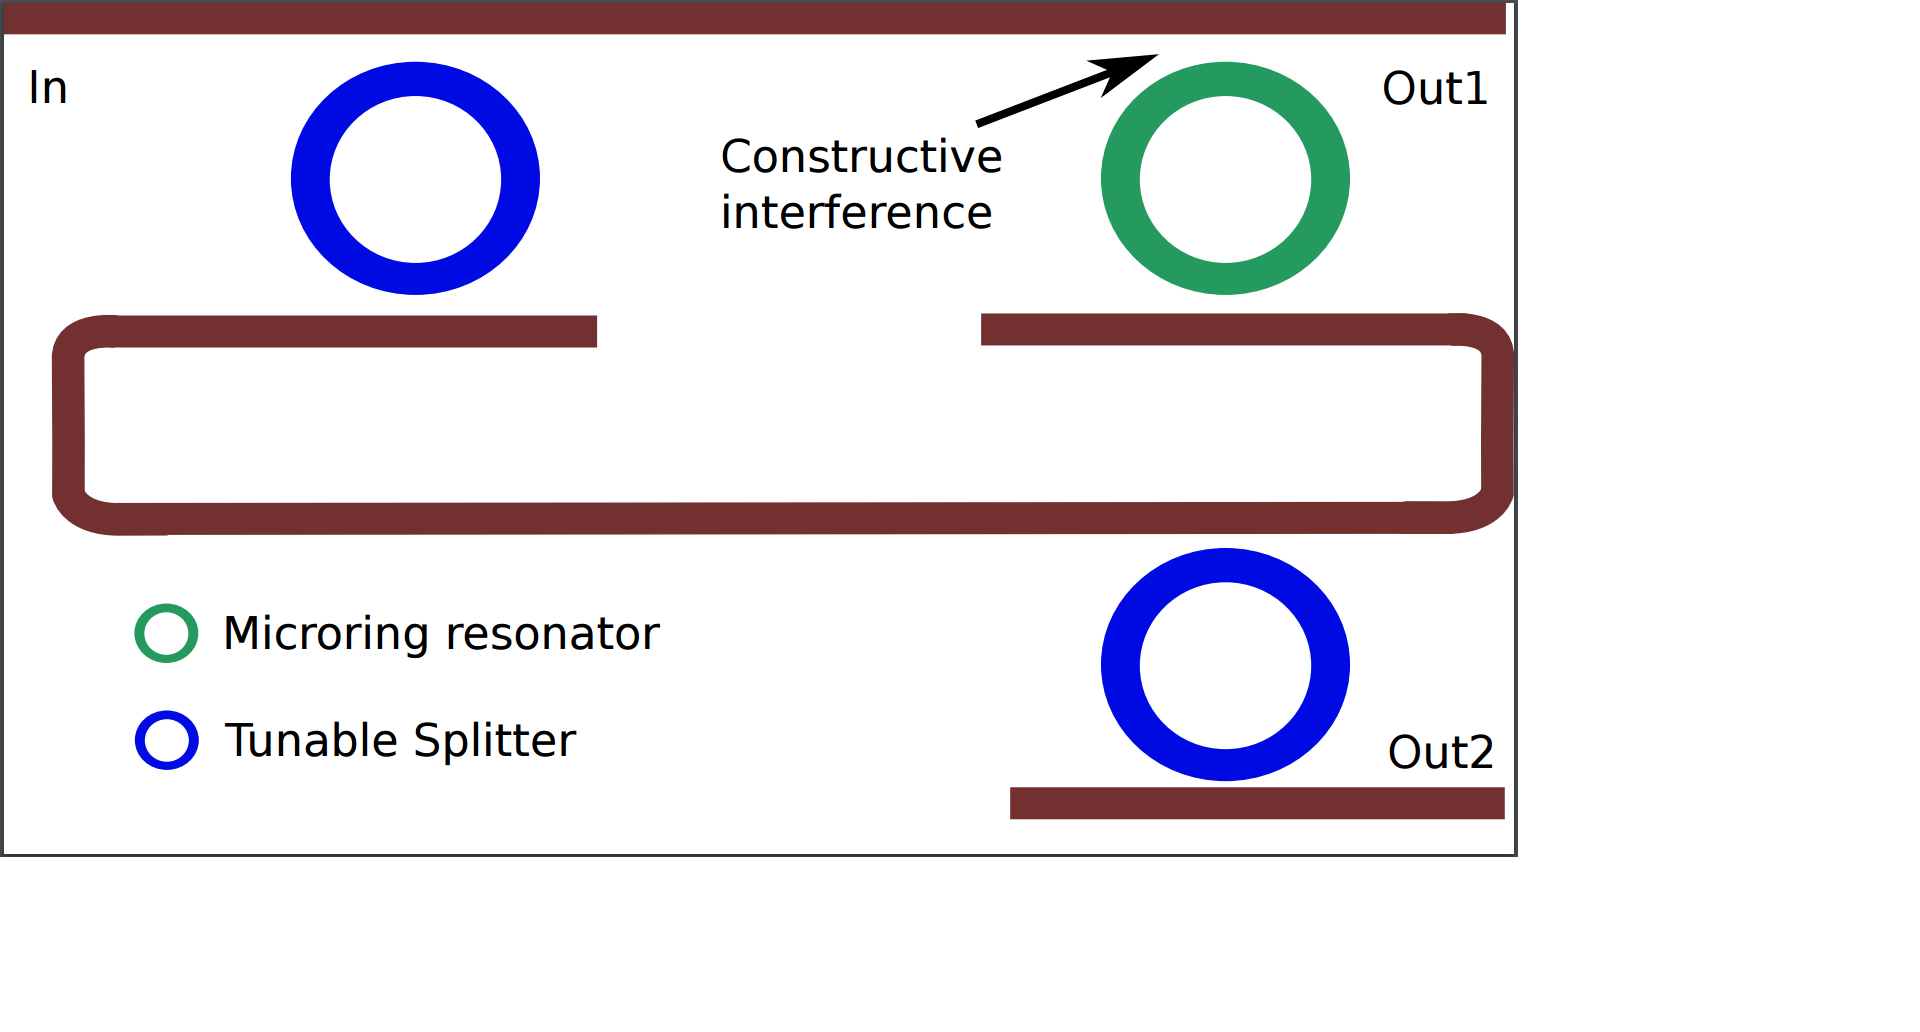 In
Out1
Constructive
interference
Microring resonator
Tunable Splitter
Out2